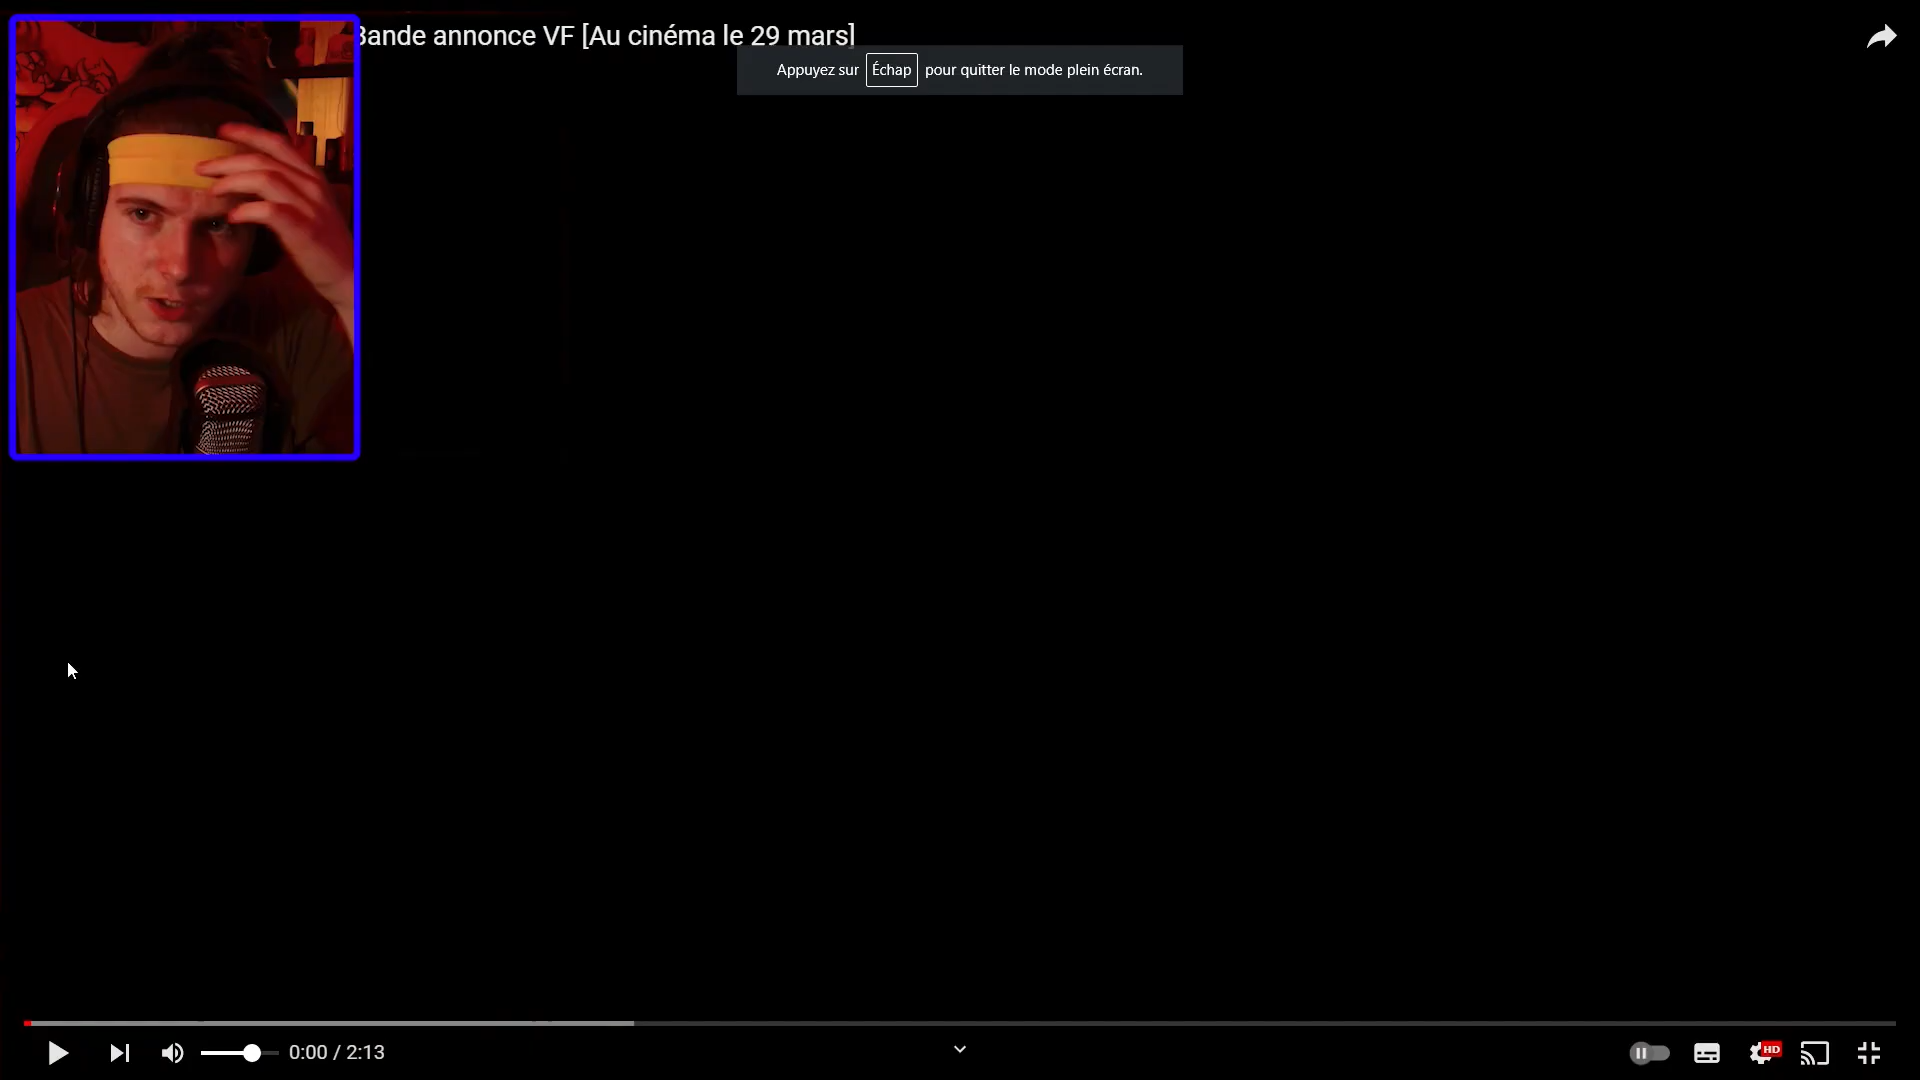 Bande annonce VF [Au cinéma le 29 mars]
Appuyez sur Échap pour quitter le mode plein écran.
0:00 / 2:13
HD